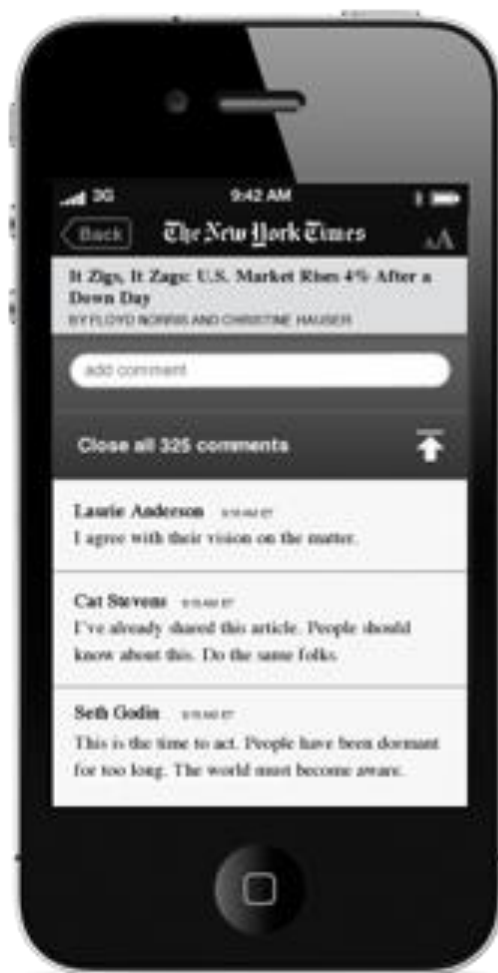 3G 9:42 AM
Back The New York Times AA
It Zigs, It Zags: U.S. Market Rises 4% After a
Down Day
BY FLOYD NORRIS AND CHRISTINE HAUSER
add comment
Close all 325 comments
Laurie Anderson
I agree with their vision on the matter.
Cat Stevens
I've already shared this article. People should
know about this. Do the same folks.
Seth Godin
This is the time to act. People have been dormant
for too long. The world must become aware.